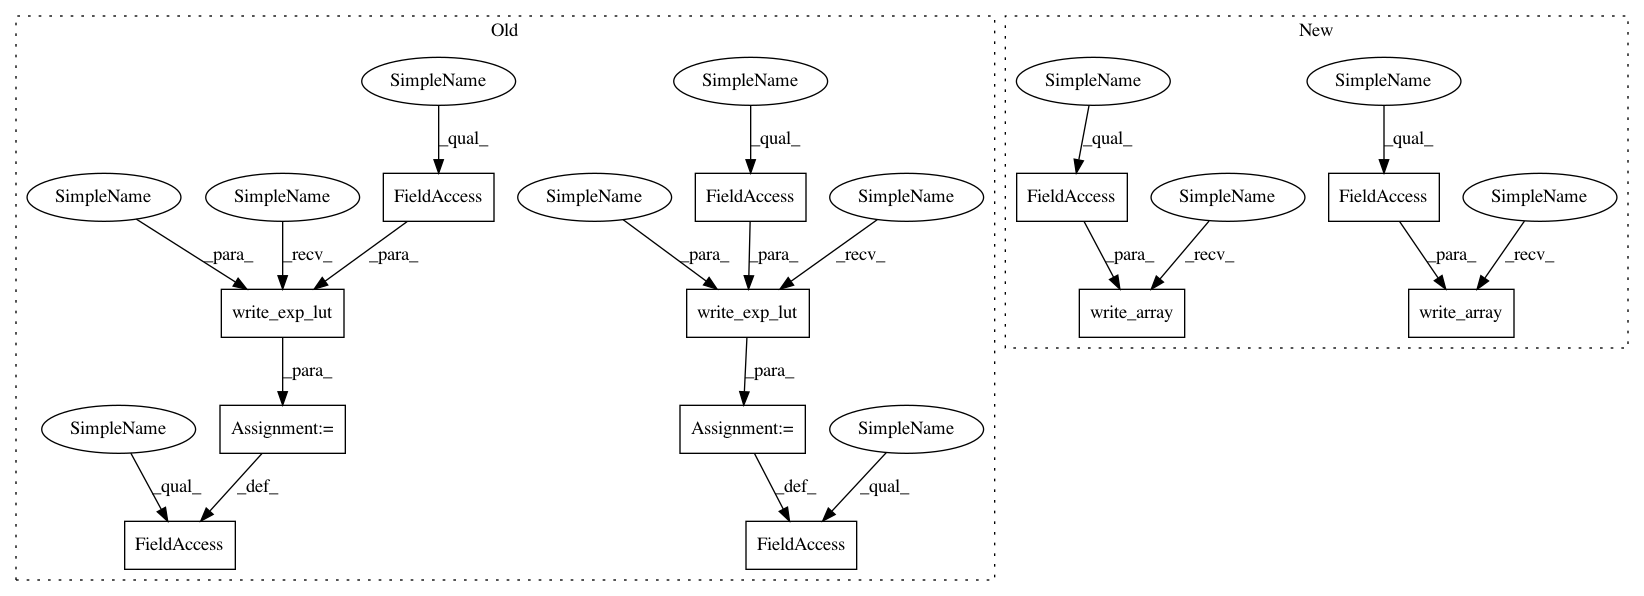 Old
New
SimpleName
SimpleName
SimpleName
SimpleName
_qual_
_qual_
_qual_
_qual_
SimpleName
SimpleName
FieldAccess
SimpleName
FieldAccess
SimpleName
FieldAccess
SimpleName
FieldAccess
SimpleName
_para_
_recv_
_para_
_para_
_para_
_recv_
_para_
_recv_
_para_
_recv_
write_exp_lut
write_exp_lut
write_array
write_array
_para_
_para_
SimpleName
Assignment:=
Assignment:=
SimpleName
_qual_
_def_
_def_
_qual_
FieldAccess
FieldAccess